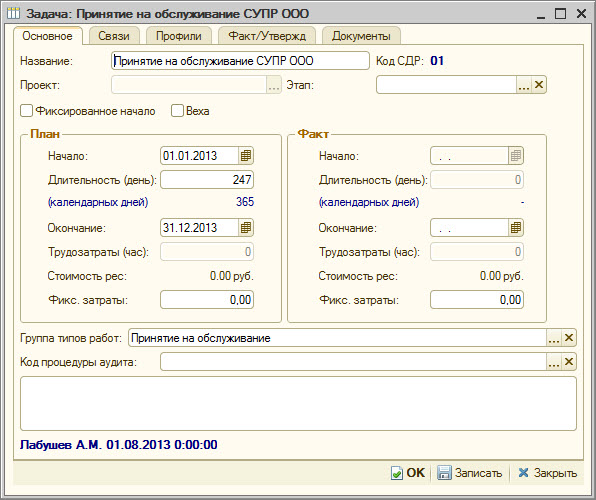 Задача: Принятие на обслуживание СУПР ООО
Основное Связи Профили Факт/Утвержд Документы
Название: Принятие на обслуживание СУПР ООО Код СДР: 01
Проект: ... Этап: ...
Фиксированное начало Веха
План Факт
Начало: 01.01.2013 Начало: . .
Длительность (день): 247 Длительность (день): 0
(календарных дней) 365 (календарных дней) -
Окончание: 31.12.2013 Окончание: . .
Трудозатраты (час): 0 Трудозатраты (час): 0
Стоимость рес: 0.00 руб. Стоимость рес: 0.00 руб.
Фикс. затраты: 0,00 Фикс. затраты: 0,00
Группа типов работ: Принятие на обслуживание ...
Код процедуры аудита: ...
Лабушев А.М. 01.08.2013 0:00:00
ОК Записать Закрыть